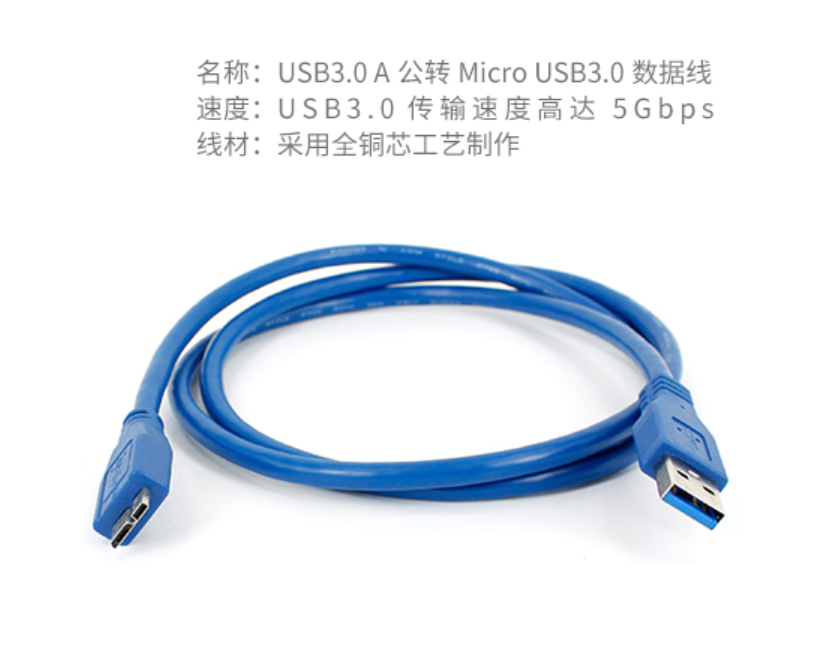 名称：USB3.0 A 公转 Micro USB3.0 数据线
速度：USB3.0 传输速度高达 5Gbps
线材：采用全铜芯工艺制作